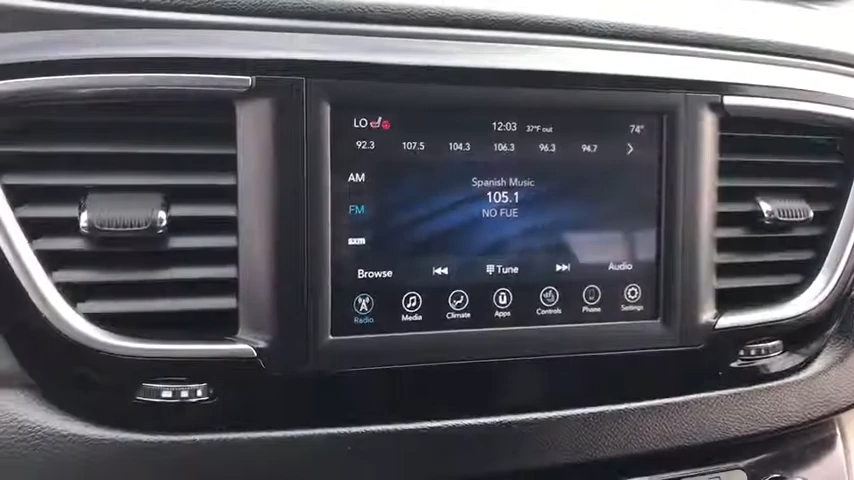 LO 12:03 37°F out 74°
92.3 107.5 104.3 106.3 96.3 94.7
AM
Spanish Music
105.1
FM
NO FUE
sxm
Browse Tune Audio
Radio Media Climate Apps Controls Phone Settings